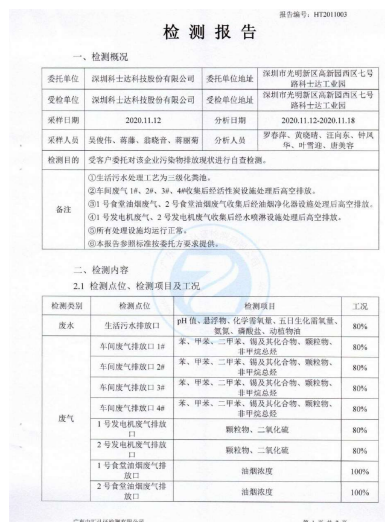 报告编号：HT2011003
检 测 报 告
一、检测概况
委托单位 深圳科士达科技股份有限公司 委托单位地址 深圳市光明新区高新园西区七号
路科士达工业园
受检单位 深圳科士达科技股份有限公司 受检单位地址 深圳市光明新区高新园西区七号
路科士达工业园
采样日期 2020.11.12 分析日期 2020.11.12-2020.11.18
采样人员 吴俊伟、蒋藤、翁晓音、蒋丽菊 分析人员 罗春萍、黄晓晴、汪向东、钟风
华、叶雪迎、唐美容
检测目的 受客户委托对该企业污染物排放现状进行自查检测。
备注
①生活污水处理工艺为三级化粪池。
②车间废气 1#、2#、3#、4#收集后经活性炭设施处理后高空排放。
③1 号食堂油烟废气、2 号食堂油烟废气收集后经油烟净化器设施处理后高空排放。
④1 号发电机废气、2 号发电机废气收集后经水喷淋设施处理后高空排放。
⑤所有处理设施均运行正常。
⑥本报告参照标准按委托方要求提供。
二、检测内容
2.1 检测点位、检测项目及工况
检测类别 检测点位 检测项目 工况
废水 生活污水排放口 pH 值、悬浮物、化学需氧量、五日生化需氧量、
氨氮、磷酸盐、动植物油 80%
废气 车间废气排放口 1# 苯、甲苯、二甲苯、锡及其化合物、颗粒物、
非甲烷总烃 80%
车间废气排放口 2# 苯、甲苯、二甲苯、锡及其化合物、颗粒物、
非甲烷总烃 80%
车间废气排放口 3# 苯、甲苯、二甲苯、锡及其化合物、颗粒物、
非甲烷总烃 80%
车间废气排放口 4# 苯、甲苯、二甲苯、锡及其化合物、颗粒物、
非甲烷总烃 80%
1 号发电机废气排放
口 颗粒物、二氧化硫 80%
2 号发电机废气排放
口 颗粒物、二氧化硫 80%
1 号食堂油烟废气排
放口 油烟浓度 100%
2 号食堂油烟废气排
放口 油烟浓度 100%